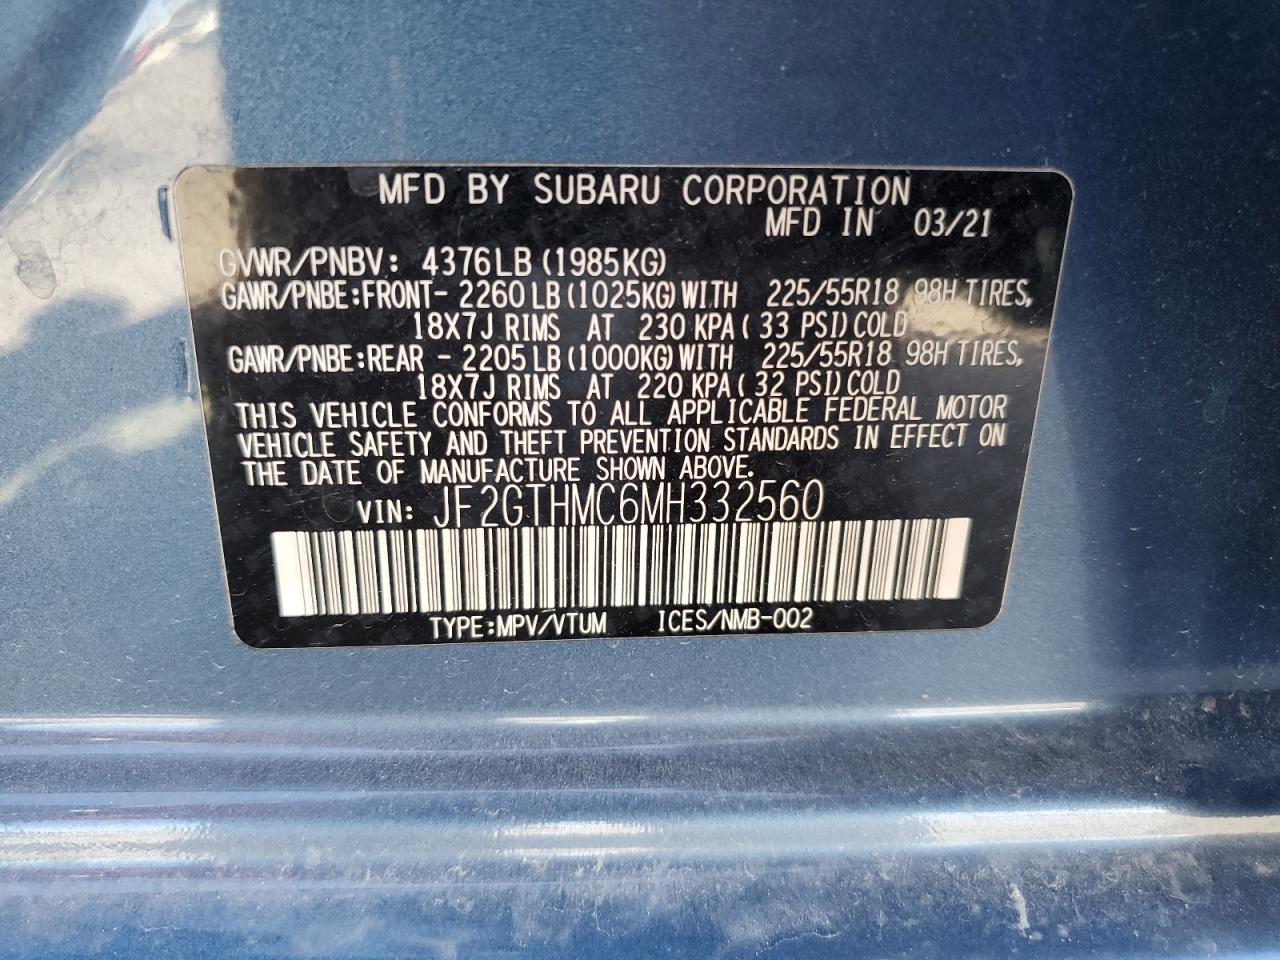 MFD BY SUBARU CORPORATION
MFD IN 03/21
GVWR/PNBV: 4376LB (1985KG)
GAWR/PNBE:FRONT- 2260 LB (1025KG) WITH 225/55R18 98H TIRES,
18X7J RIMS AT 230 KPA ( 33 PSI) COLD
GAWR/PNBE:REAR - 2205 LB (1000KG) WITH 225/55R18 98H TIRES,
18X7J RIMS AT 220 KPA ( 32 PSI) COLD
THIS VEHICLE CONFORMS TO ALL APPLICABLE FEDERAL MOTOR
VEHICLE SAFETY AND THEFT PREVENTION STANDARDS IN EFFECT ON
THE DATE OF MANUFACTURE SHOWN ABOVE.
VIN: JF2GTHMC6MH332560
TYPE:MPV/VTUM ICES/NMB-002